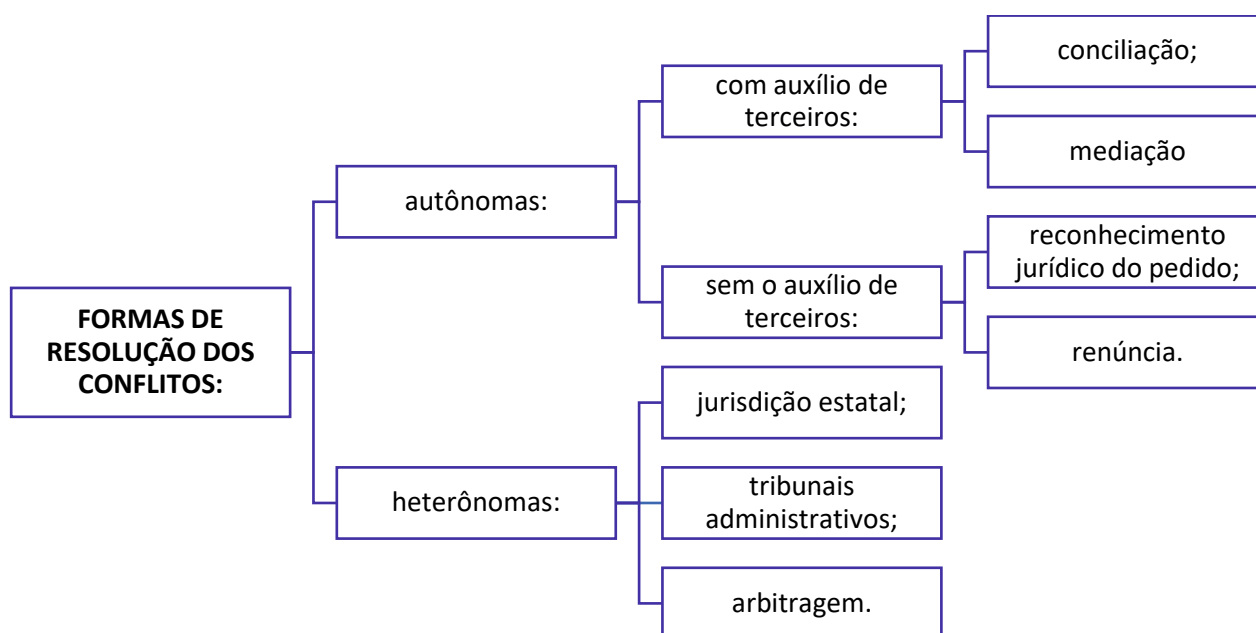 FORMAS DE
RESOLUÇÃO DOS
CONFLITOS:
autônomas:
com auxílio de
terceiros:
conciliação;
mediação
sem o auxílio de
terceiros:
reconhecimento
jurídico do pedido;
renúncia.
heterônomas:
jurisdição estatal;
tribunais
administrativos;
arbitragem.